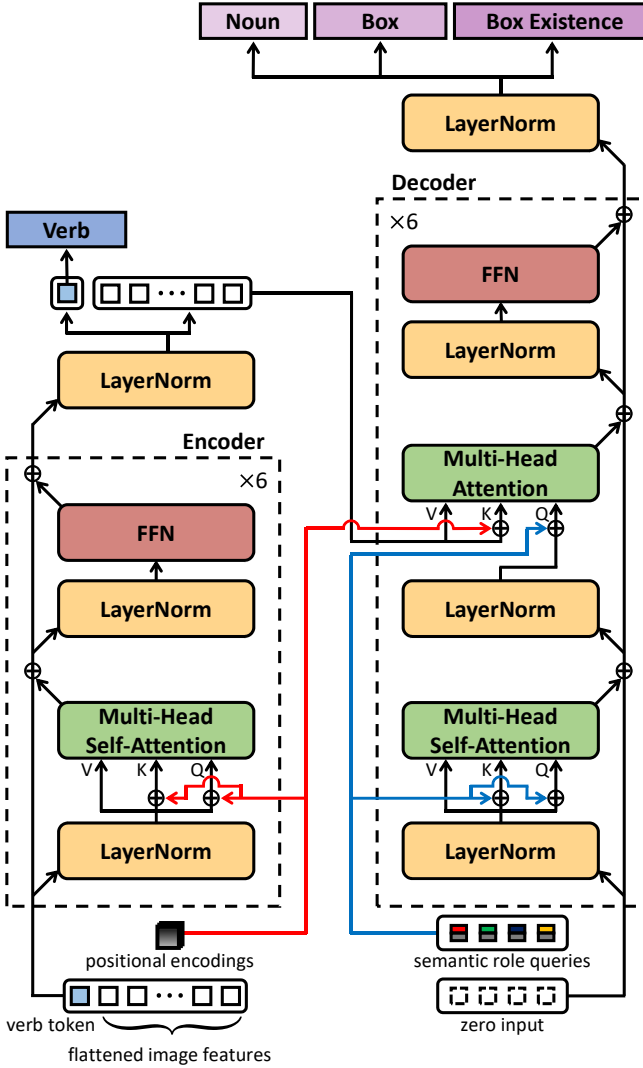 Noun
Box
Box Existence
LayerNorm
Decoder
×6
FFN
LayerNorm
Multi-Head
Attention
V
K
Q
LayerNorm
Multi-Head
Self-Attention
V
K
Q
LayerNorm
semantic role queries
zero input
Verb
LayerNorm
Encoder
×6
FFN
LayerNorm
Multi-Head
Self-Attention
V
K
Q
LayerNorm
positional encodings
verb token
flattened image features